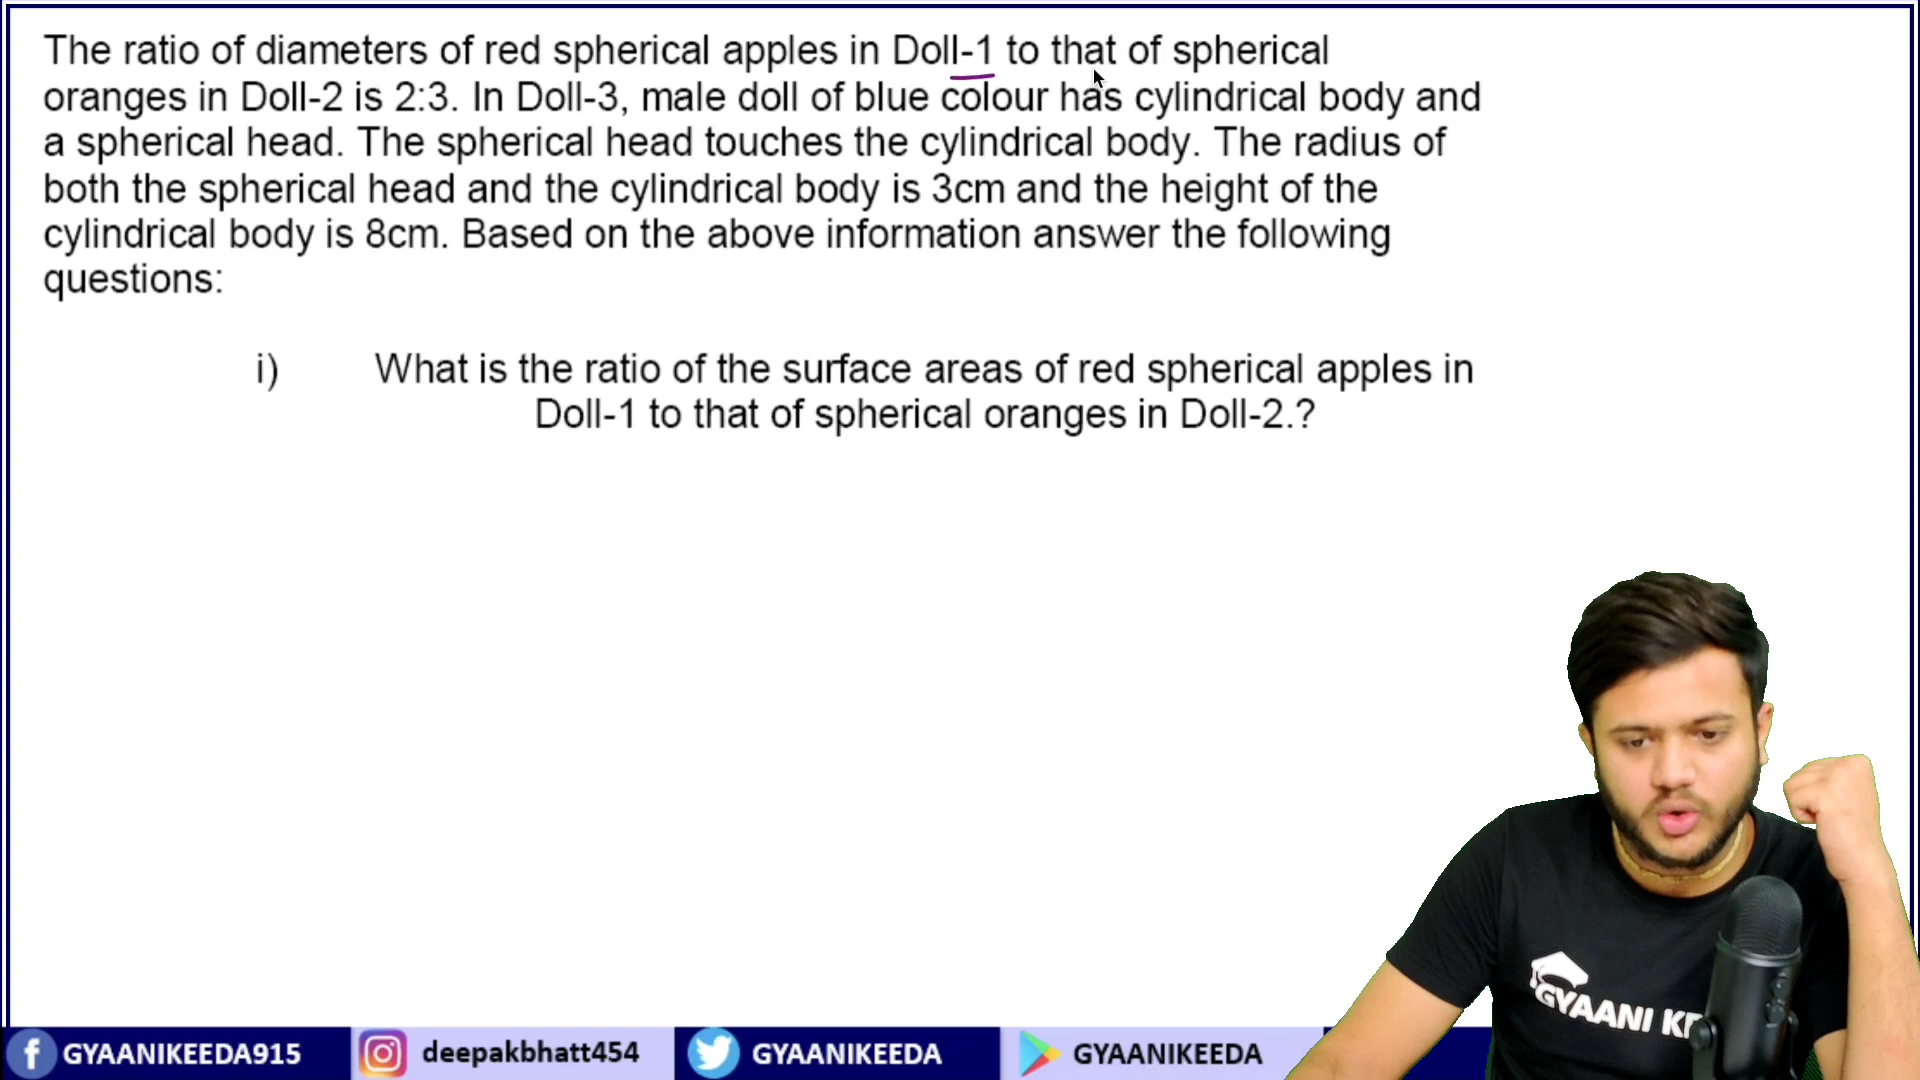 The ratio of diameters of red spherical apples in Doll-1 to that of spherical
oranges in Doll-2 is 2:3. In Doll-3, male doll of blue colour has cylindrical body and
a spherical head. The spherical head touches the cylindrical body. The radius of
both the spherical head and the cylindrical body is 3cm and the height of the
cylindrical body is 8cm. Based on the above information answer the following
questions:
i) What is the ratio of the surface areas of red spherical apples in
Doll-1 to that of spherical oranges in Doll-2.?
GYAANI KE
GYAANIKEEDA915 deepakbhatt454 GYAANIKEEDA GYAANIKEEDA